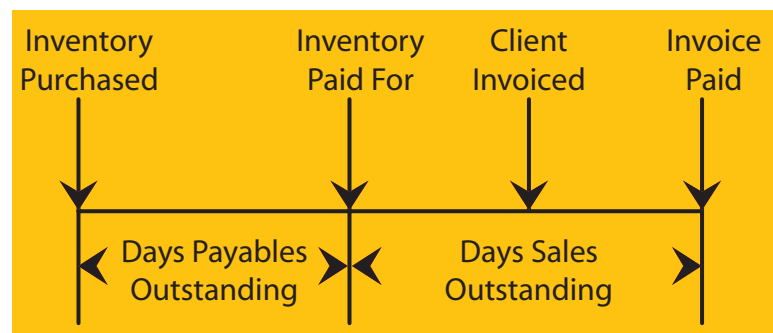 Inventory
Purchased
Inventory
Paid For
Client
Invoiced
Invoice
Paid
Days Payables
Outstanding
Days Sales
Outstanding